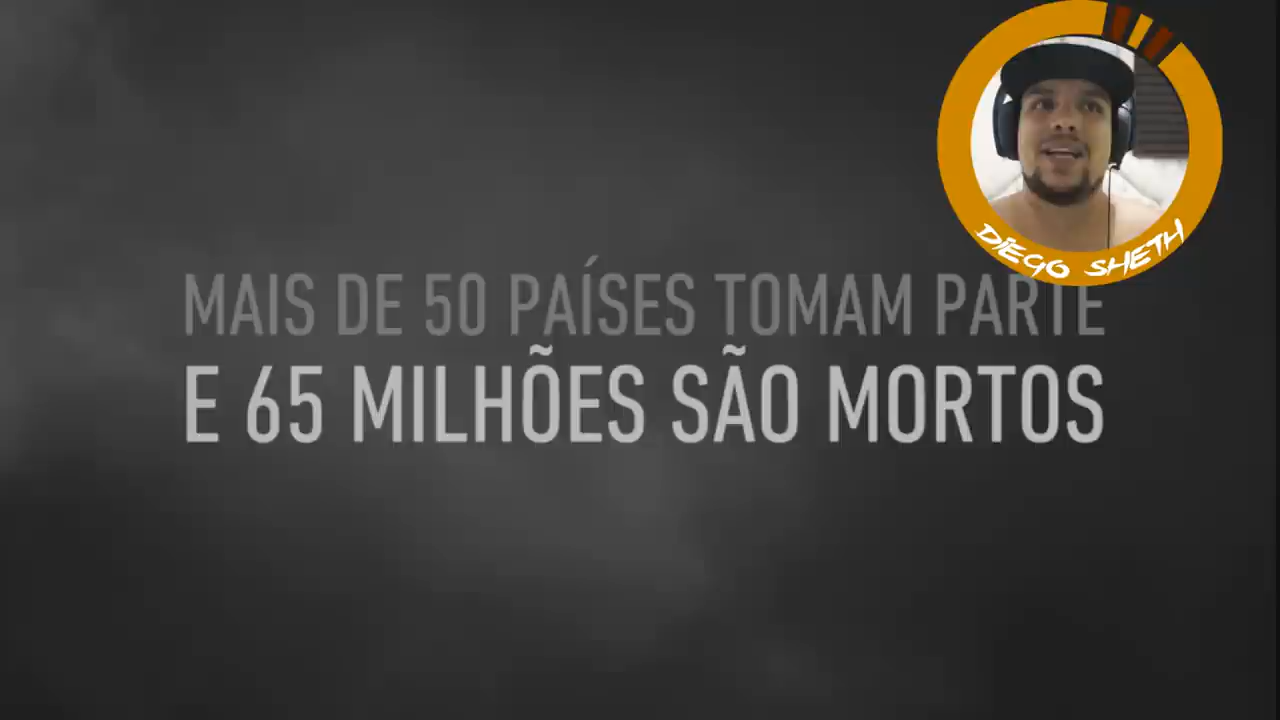 DIEGO SHETH
MAIS DE 50 PAÍSES TOMAM PARTE
E 65 MILHÕES SÃO MORTOS